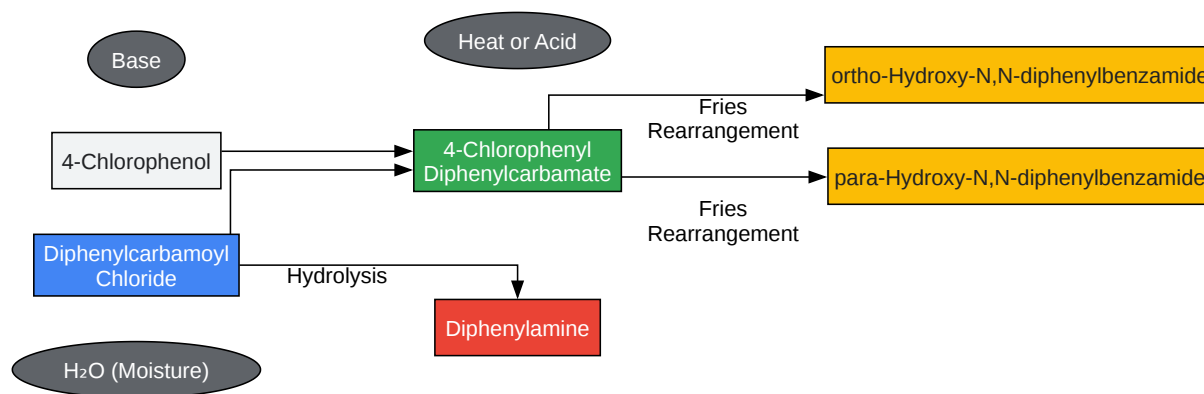 Base
Heat or Acid
ortho-Hydroxy-N,N-diphenylbenzamide
Fries
Rearrangement
4-Chlorophenol
4-Chlorophenyl
Diphenylcarbamate
para-Hydroxy-N,N-diphenylbenzamide
Fries
Rearrangement
Diphenylcarbamoyl
Chloride
Hydrolysis
Diphenylamine
H₂O (Moisture)